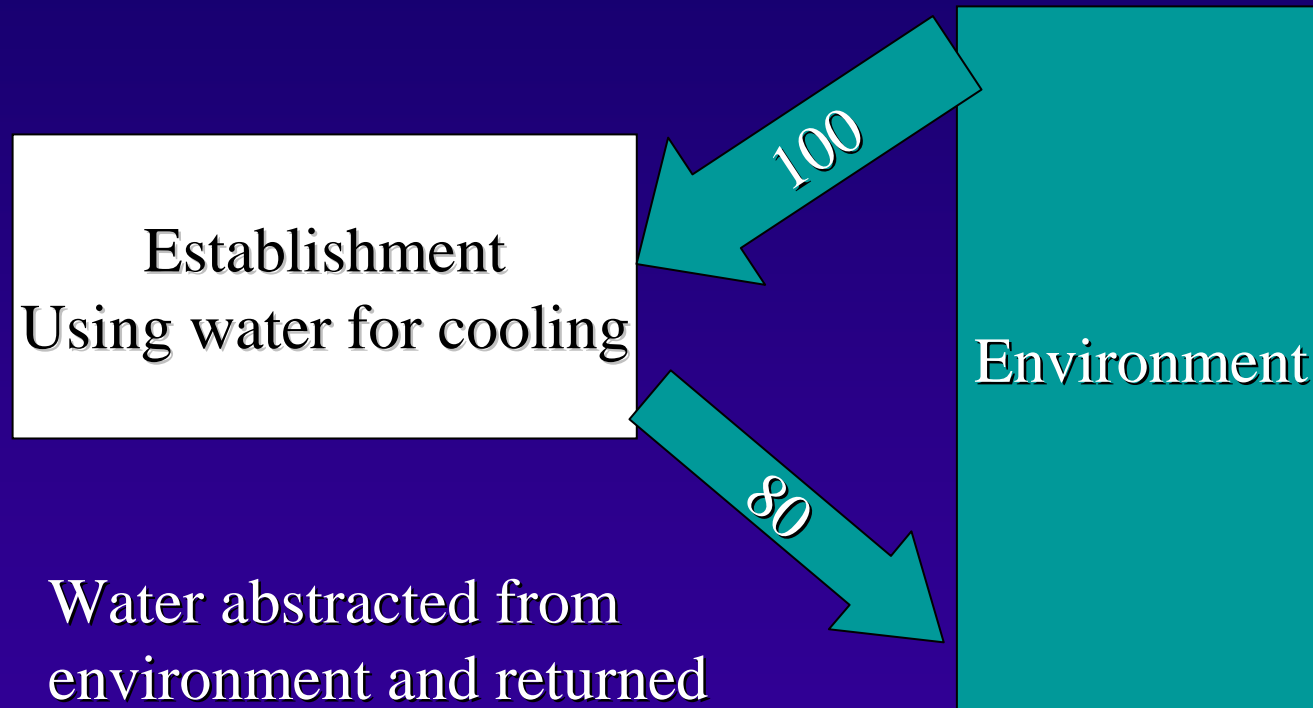 100
Establishment
Using water for cooling
Environment
80
Water abstracted from
environment and returned